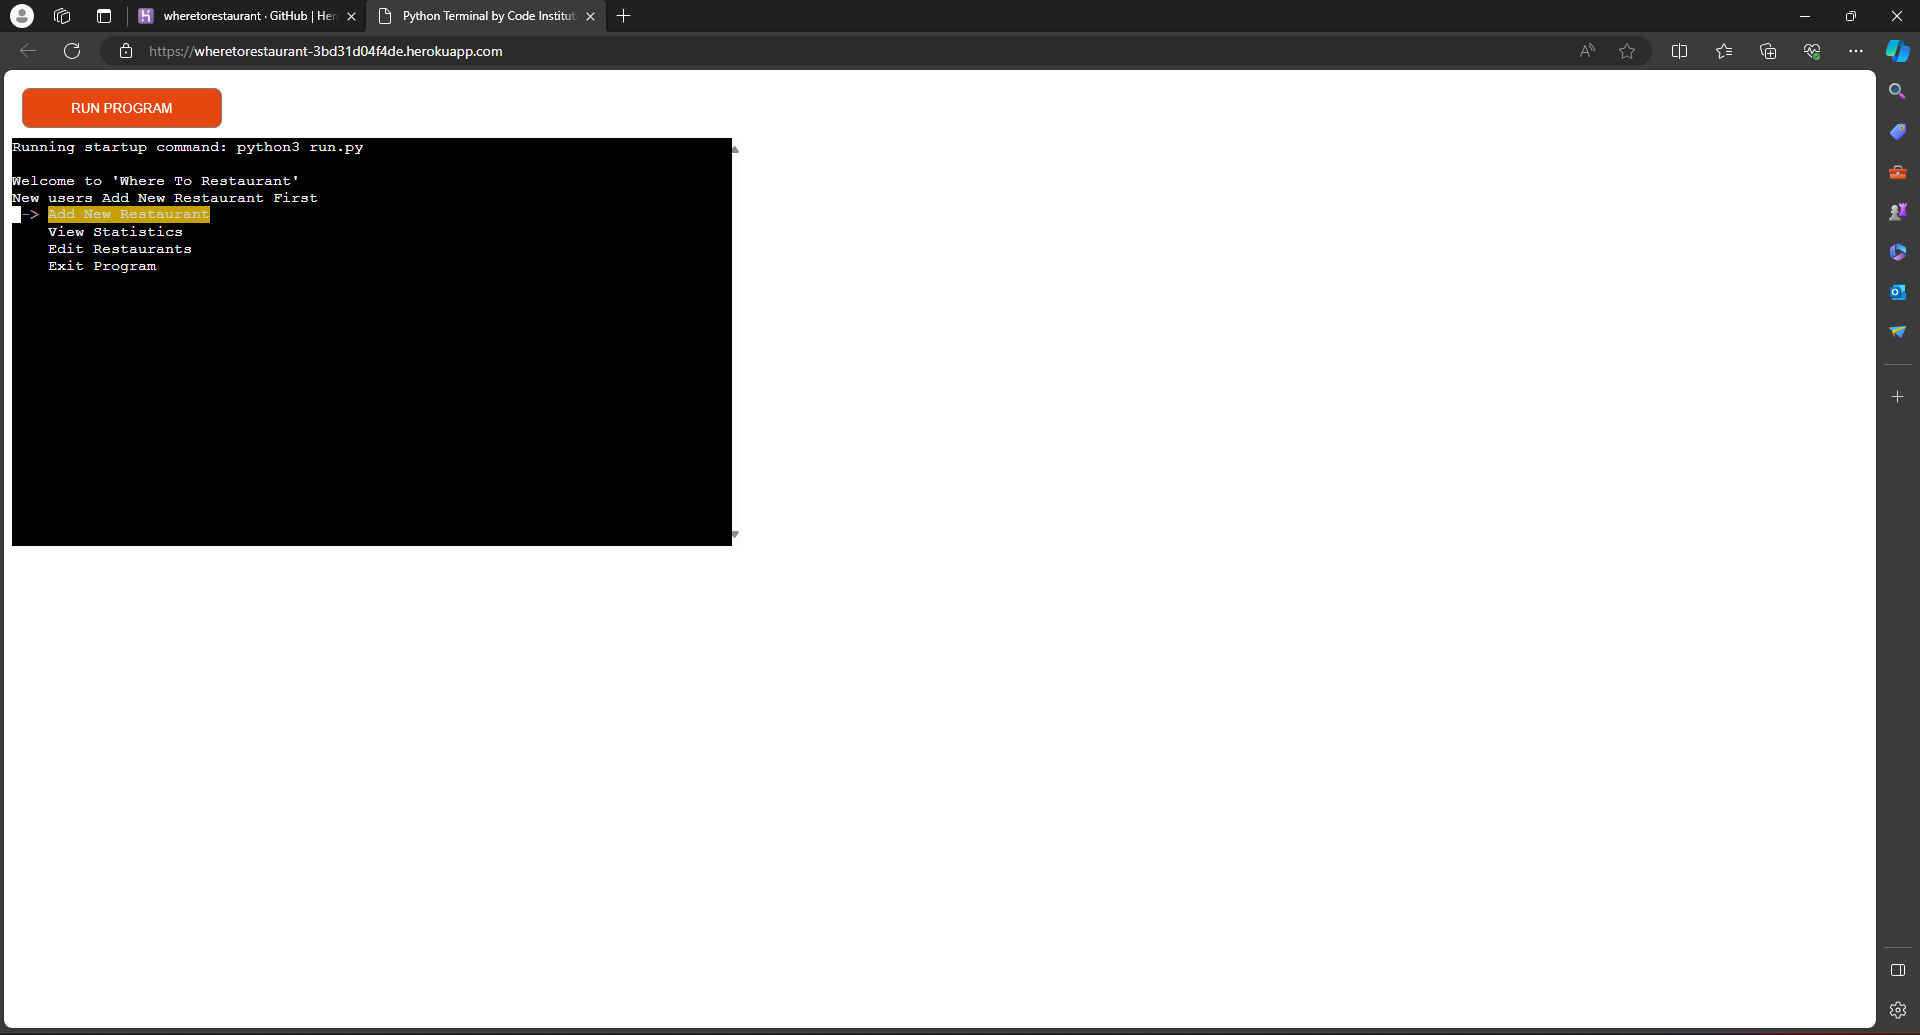 wheretorestaurant · GitHub | Her
Python Terminal by Code Institut
https://wheretorestaurant-3bd31d04f4de.herokuapp.com
RUN PROGRAM
Running startup command: python3 run.py
Welcome to 'Where To Restaurant'
New users Add New Restaurant First
-> Add New Restaurant
View Statistics
Edit Restaurants
Exit Program